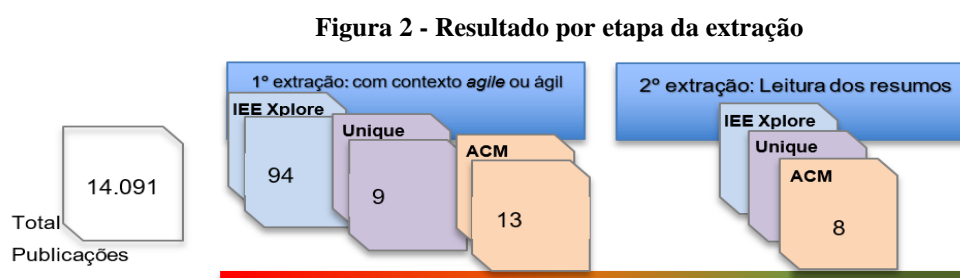 Figura 2 - Resultado por etapa da extração
1º extração: com contexto agile ou ágil
2º extração: Leitura dos resumos
IEE Xplore
94
Unique
9
ACM
13
IEE Xplore
Unique
ACM
8
14.091
Total
Publicações